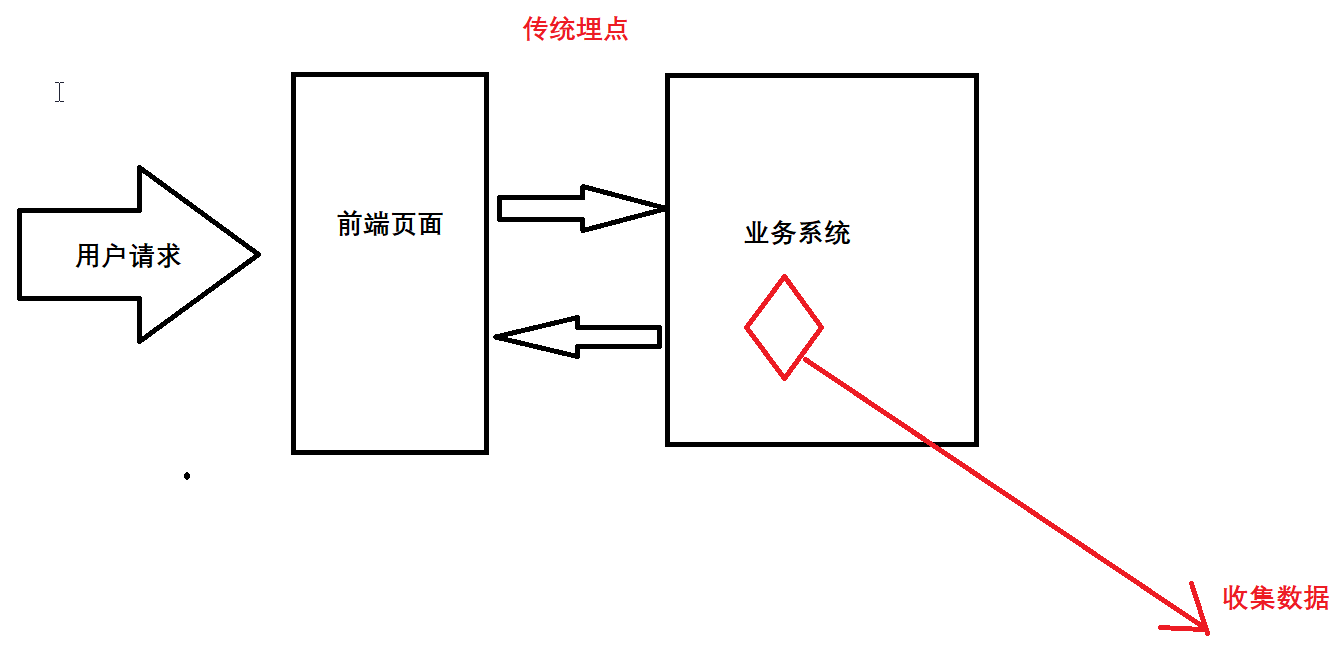 传统埋点
用户请求
前端页面
业务系统
收集数据